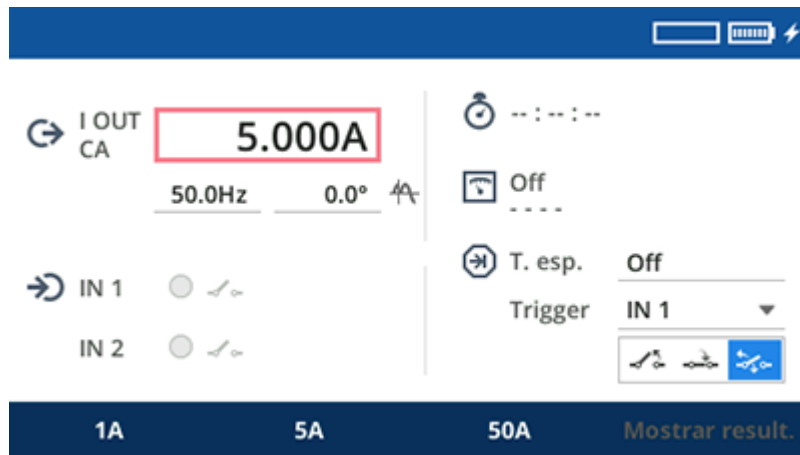 I OUT
CA
5.000A
50.0Hz
0.0°
IN 1
IN 2
-- : -- : --
Off
- - - -
T. esp.
Off
Trigger
IN 1
1A
5A
50A
Mostrar result.